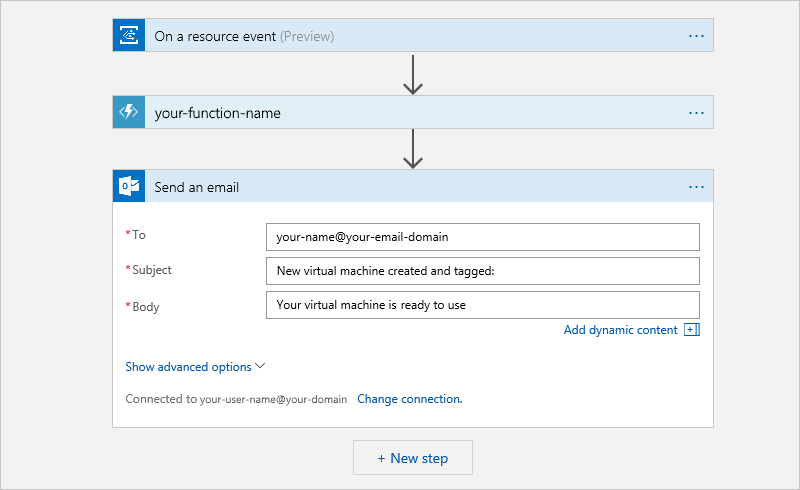 On a resource event (Preview)
your-function-name
Send an email
*To
your-name@your-email-domain
*Subject
New virtual machine created and tagged:
*Body
Your virtual machine is ready to use
Add dynamic content
Show advanced options
Connected to your-user-name@your-domain Change connection.
+ New step